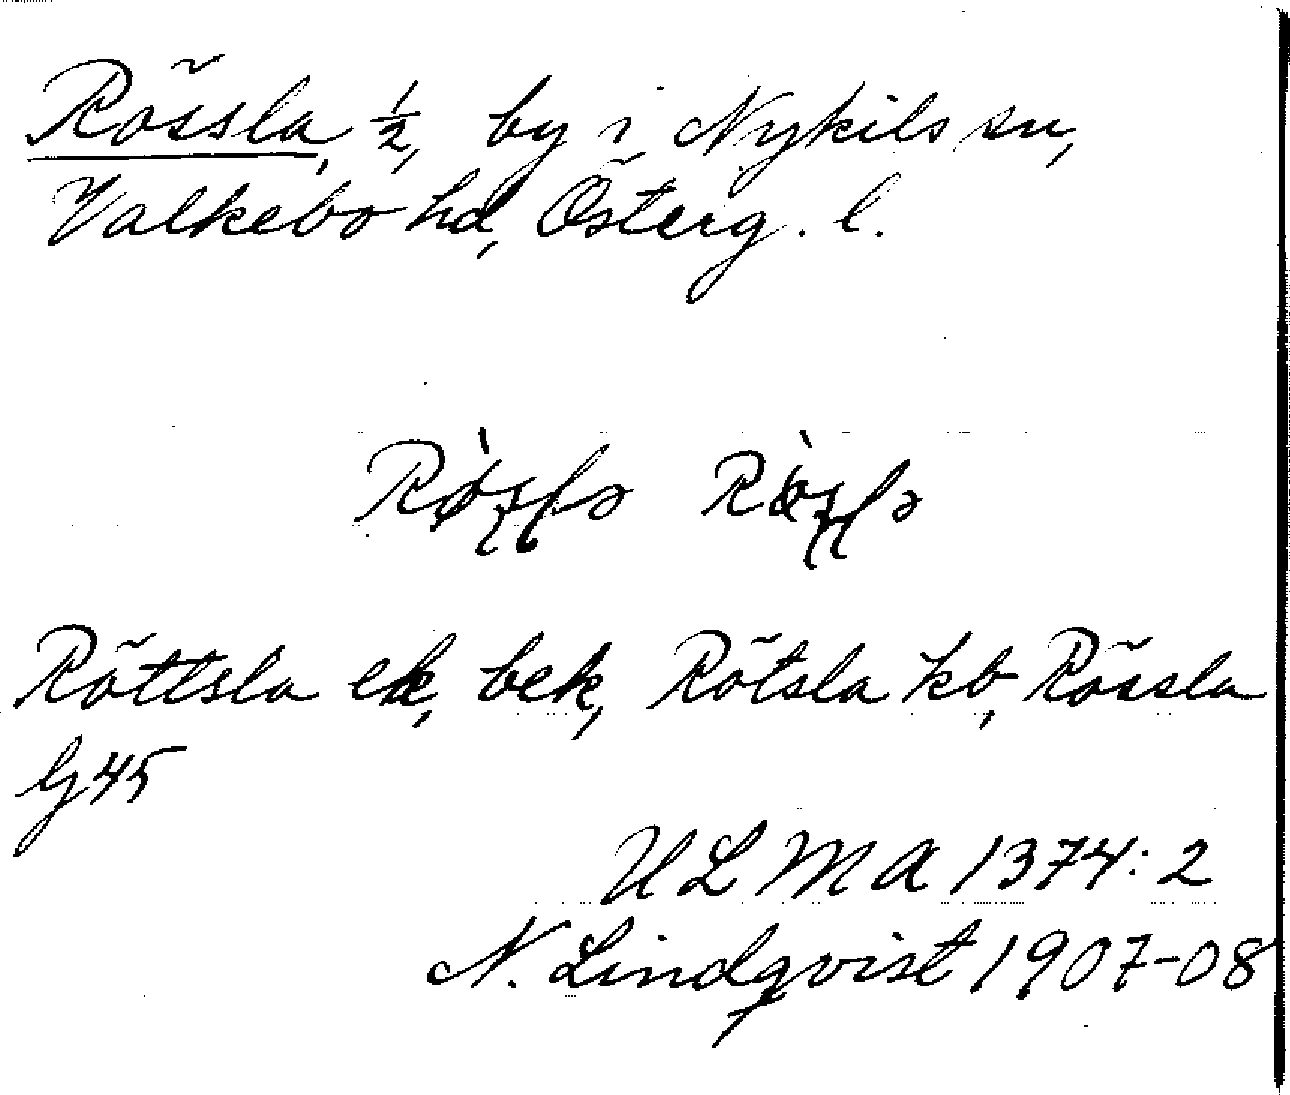 Rössla, ½, by i Nykils sn,
Valkebo hd, Österg. l.
Röttsla ek, bek, Rötsla kb, Rössla
G 45
ULMA 1374:2
N. Lindqvist 1907-08